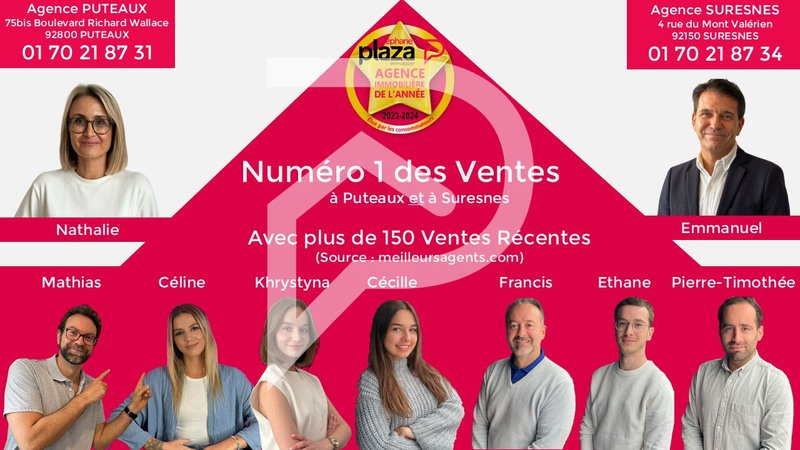 Agence PUTEAUX
75bis Boulevard Richard Wallace
92800 PUTEAUX
01 70 21 87 31
Agence SURESNES
4 rue du Mont Valérien
92150 SURESNES
01 70 21 87 34
stéphane
plaza
immobilier
AGENCE
IMMOBILIÈRE
DE L'ANNÉE
2023-2024
Élue par les consommateurs
Numéro 1 des Ventes
à Puteaux et à Suresnes
Nathalie
Emmanuel
Avec plus de 150 Ventes Récentes
(Source : meilleursagents.com)
Mathias
Céline
Khrystyna
Cécille
Francis
Ethane
Pierre-Timothée